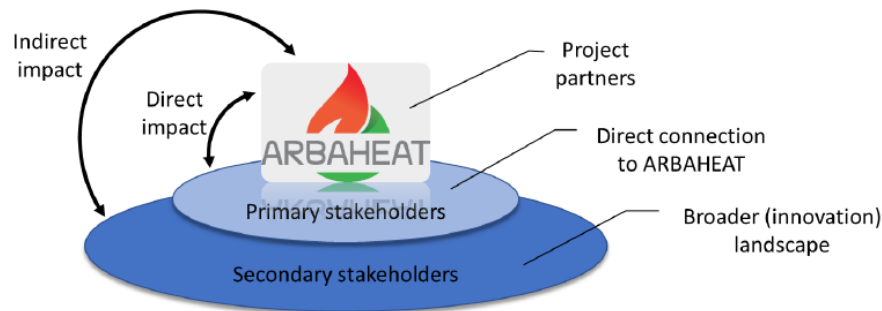 Indirect
impact
Direct
impact
Project
partners
ARBAHEAT
Direct connection
to ARBAHEAT
Primary stakeholders
Broader (innovation)
landscape
Secondary stakeholders